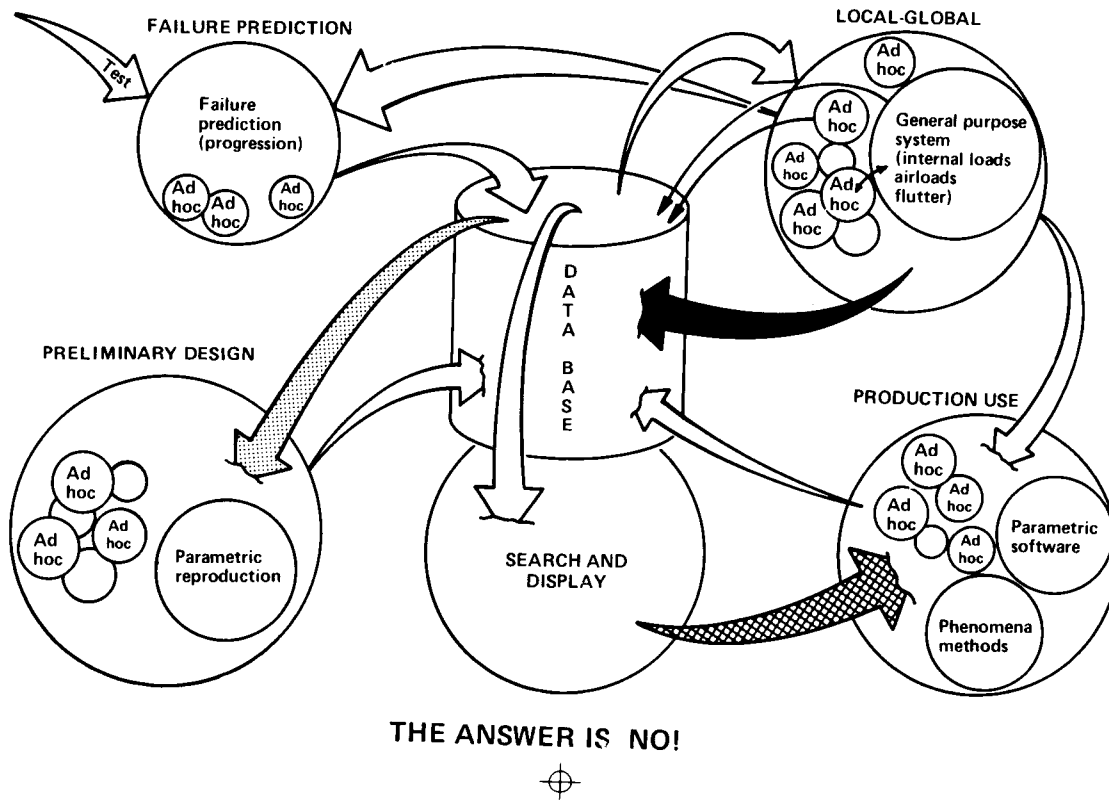 FAILURE PREDICTION
Test
Failure
prediction
(progression)
Ad
hoc
Ad
hoc
Ad
hoc
LOCAL-GLOBAL
Ad
hoc
Ad
hoc
Ad
hoc
Ad
hoc
Ad
hoc
General purpose
system
(internal loads
airloads
flutter)
DATA BASE
PRELIMINARY DESIGN
Ad
hoc
Ad
hoc
Ad
hoc
Parametric
reproduction
SEARCH AND
DISPLAY
PRODUCTION USE
Ad
hoc
Ad
hoc
Ad
hoc
Ad
hoc
Parametric
software
Phenomena
methods
THE ANSWER IS NO!